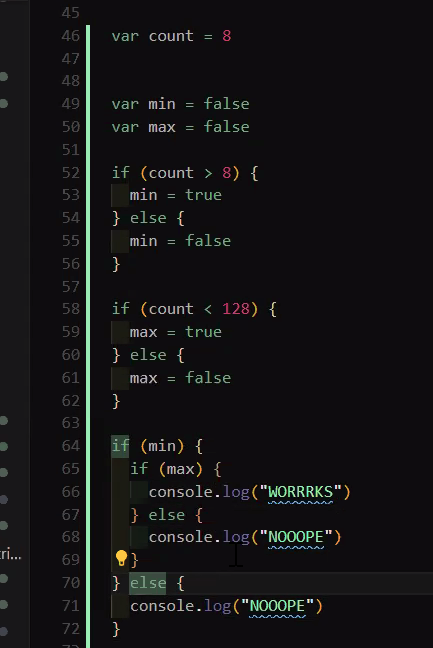 45
46 var count = 8
47
48
49 var min = false
50 var max = false
51
52 if (count > 8) {
53 min = true
54 } else {
55 min = false
56 }
57
58 if (count < 128) {
59 max = true
60 } else {
61 max = false
62 }
63
64 if (min) {
65 if (max) {
66 console.log("WORRRKS")
67 } else {
68 console.log("NOOOPE")
69 }
70 } else {
71 console.log("NOOOPE")
72 }
tri...